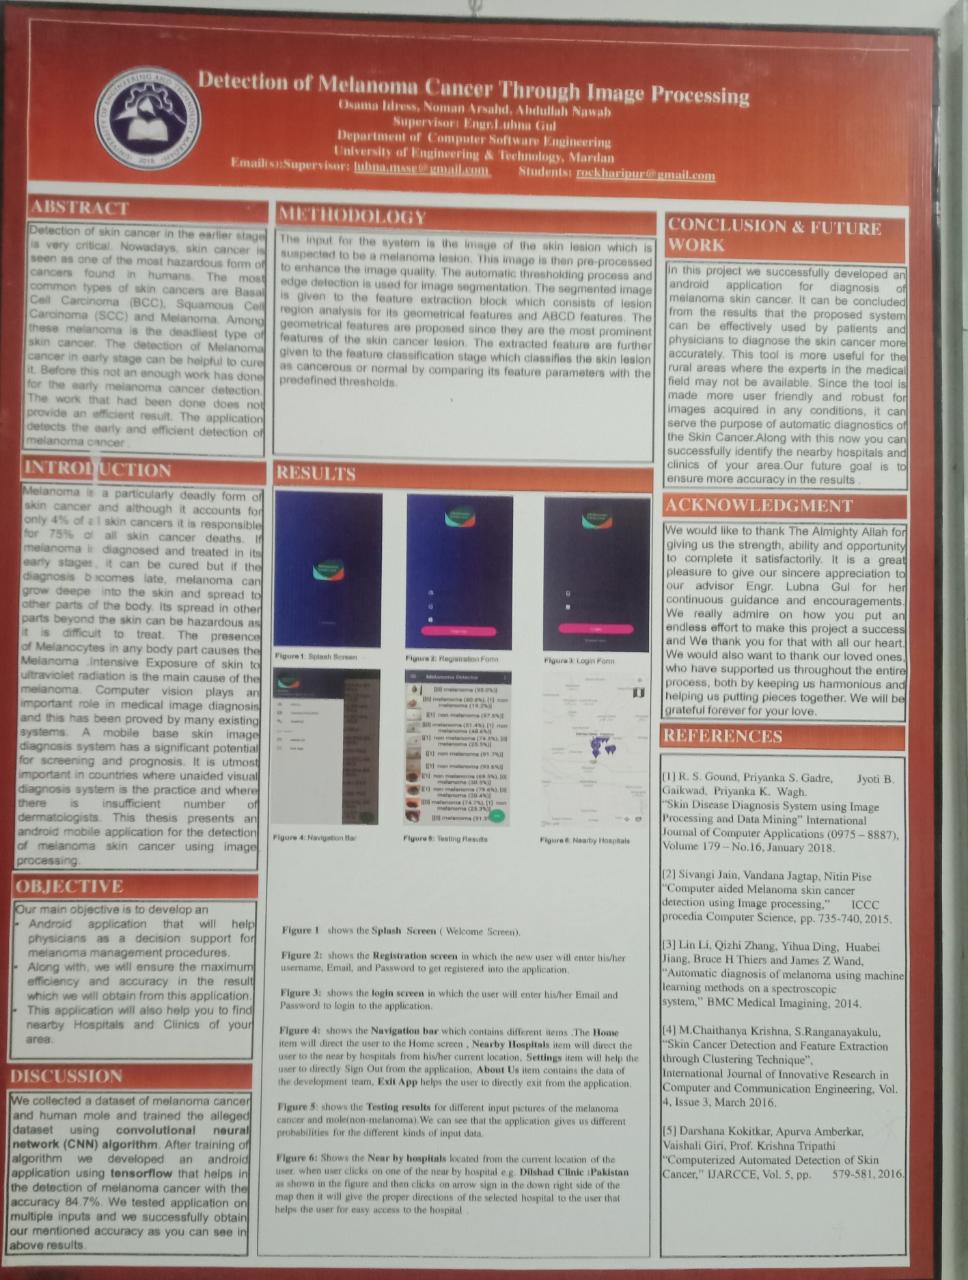 Detection of Melanoma Cancer Through Image Processing
Osama Idress, Noman Arsahd, Abdullah Nawab
Supervisor: Engr.Lubna Gul
Department of Computer Software Engineering
University of Engineering & Technology, Mardan
Email(s):Supervisor: lubna.msse@gmail.com Students: rockharipur@gmail.com
ABSTRACT
Detection of skin cancer in the earlier stage
is very critical. Nowadays, skin cancer is
seen as one of the most hazardous form of
cancers found in humans. The most
common types of skin cancers are Basal
Cell Carcinoma (BCC), Squamous Cell
Carcinoma (SCC) and Melanoma. Among
these melanoma is the deadliest type of
skin cancer. The detection of Melanoma
cancer in early stage can be helpful to cure
it. Before this not an enough work has done
for the early melanoma cancer detection.
The work that had been done does not
provide an efficient result. The application
detects the early and efficient detection of
melanoma cancer .
INTRODUCTION
Melanoma is a particularly deadly form of
skin cancer and although it accounts for
only 4% of all skin cancers it is responsible
for 75% of all skin cancer deaths. If
melanoma is diagnosed and treated in its
early stages, it can be cured but if the
diagnosis becomes late, melanoma can
grow deeper into the skin and spread to
other parts of the body. Its spread in other
parts beyond the skin can be hazardous as
it is difficult to treat. The presence
of Melanocytes in any body part causes the
Melanoma .Intensive Exposure of skin to
ultraviolet radiation is the main cause of the
melanoma. Computer vision plays an
important role in medical image diagnosis
and this has been proved by many existing
systems. A mobile base skin image
diagnosis system has a significant potential
for screening and prognosis. It is utmost
important in countries where unaided visual
diagnosis system is the practice and where
there is insufficient number of
dermatologists. This thesis presents an
android mobile application for the detection
of melanoma skin cancer using image
processing.
OBJECTIVE
Our main objective is to develop an
• Android application that will help
physicians as a decision support for
melanoma management procedures.
• Along with, we will ensure the maximum
efficiency and accuracy in the result
which we will obtain from this application.
• This application will also help you to find
nearby Hospitals and Clinics of your
area.
DISCUSSION
We collected a dataset of melanoma cancer
and human mole and trained the alleged
dataset using convolutional neural
network (CNN) algorithm. After training of
algorithm we developed an android
application using tensorflow that helps in
the detection of melanoma cancer with the
accuracy 84.7%. We tested application on
multiple inputs and we successfully obtain
our mentioned accuracy as you can see in
above results.
METHODOLOGY
The input for the system is the image of the skin lesion which is
suspected to be a melanoma lesion. This image is then pre-processed
to enhance the image quality. The automatic thresholding process and
edge detection is used for image segmentation. The segmented image
is given to the feature extraction block which consists of lesion
region analysis for its geometrical features and ABCD features. The
geometrical features are proposed since they are the most prominent
features of the skin cancer lesion. The extracted feature are further
given to the feature classification stage which classifies the skin lesion
as cancerous or normal by comparing its feature parameters with the
predefined thresholds.
RESULTS
Figure 1: Splash Screen
Figure 2: Registration Form
Figure 3: Login Form
Melanoma Detector
Figure 4: Navigation Bar
Figure 5: Testing Results
Figure 6: Nearby Hospitals
Figure 1 shows the Splash Screen ( Welcome Screen).
Figure 2: shows the Registration screen in which the new user will enter his/her
username, Email, and Password to get registered into the application.
Figure 3: shows the login screen in which the user will enter his/her Email and
Password to login to the application.
Figure 4: shows the Navigation bar which contains different items .The Home
item will direct the user to the Home screen , Nearby Hospitals item will direct the
user to the near by hospitals from his/her current location, Settings item will help the
user to directly Sign Out from the application, About Us item contains the data of
the development team, Exit App helps the user to directly exit from the application.
Figure 5: shows the Testing results for different input pictures of the melanoma
cancer and mole(non-melanoma).We can see that the application gives us different
probabilities for the different kinds of input data.
Figure 6: Shows the Near by hospitals located from the current location of the
user. when user clicks on one of the near by hospital e.g. Dilshad Clinic :Pakistan
as shown in the figure and then clicks on arrow sign in the down right side of the
map then it will give the proper directions of the selected hospital to the user that
helps the user for easy access to the hospital .
CONCLUSION & FUTURE
WORK
In this project we successfully developed an
android application for diagnosis of
melanoma skin cancer. It can be concluded
from the results that the proposed system
can be effectively used by patients and
physicians to diagnose the skin cancer more
accurately. This tool is more useful for the
rural areas where the experts in the medical
field may not be available. Since the tool is
made more user friendly and robust for
images acquired in any conditions, it can
serve the purpose of automatic diagnostics of
the Skin Cancer.Along with this now you can
successfully identify the nearby hospitals and
clinics of your area.Our future goal is to
ensure more accuracy in the results .
ACKNOWLEDGMENT
We would like to thank The Almighty Allah for
giving us the strength, ability and opportunity
to complete it satisfactorily. It is a great
pleasure to give our sincere appreciation to
our advisor Engr. Lubna Gul for her
continuous guidance and encouragements.
We really admire on how you put an
endless effort to make this project a success
and We thank you for that with all our heart.
We would also want to thank our loved ones,
who have supported us throughout the entire
process, both by keeping us harmonious and
helping us putting pieces together. We will be
grateful forever for your love.
REFERENCES
[1] R. S. Gound, Priyanka S. Gadre, Jyoti B.
Gaikwad, Priyanka K. Wagh.
“Skin Disease Diagnosis System using Image
Processing and Data Mining” International
Journal of Computer Applications (0975 – 8887),
Volume 179 – No.16, January 2018.
[2] Sivangi Jain, Vandana Jagtap, Nitin Pise
“Computer aided Melanoma skin cancer
detection using Image processing,” ICCC
procedia Computer Science, pp. 735-740, 2015.
[3] Lin Li, Qizhi Zhang, Yihua Ding, Huabei
Jiang, Bruce H Thiers and James Z Wand,
“Automatic diagnosis of melanoma using machine
learning methods on a spectroscopic
system,” BMC Medical Imagining, 2014.
[4] M.Chaithanya Krishna, S.Ranganayakulu,
“Skin Cancer Detection and Feature Extraction
through Clustering Technique”,
International Journal of Innovative Research in
Computer and Communication Engineering, Vol.
4, Issue 3, March 2016.
[5] Darshana Kokitkar, Apurva Amberkar,
Vaishali Giri, Prof. Krishna Tripathi
“Computerized Automated Detection of Skin
Cancer,” IJARCCE, Vol. 5, pp. 579-581, 2016.